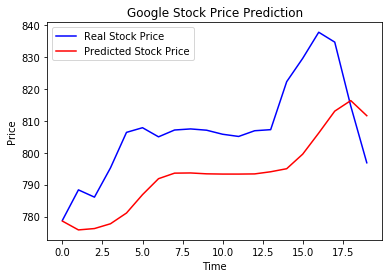 Google Stock Price Prediction
Real Stock Price
Predicted Stock Price
840
830
820
810
800
790
780
Price
0.0 2.5 5.0 7.5 10.0 12.5 15.0 17.5
Time